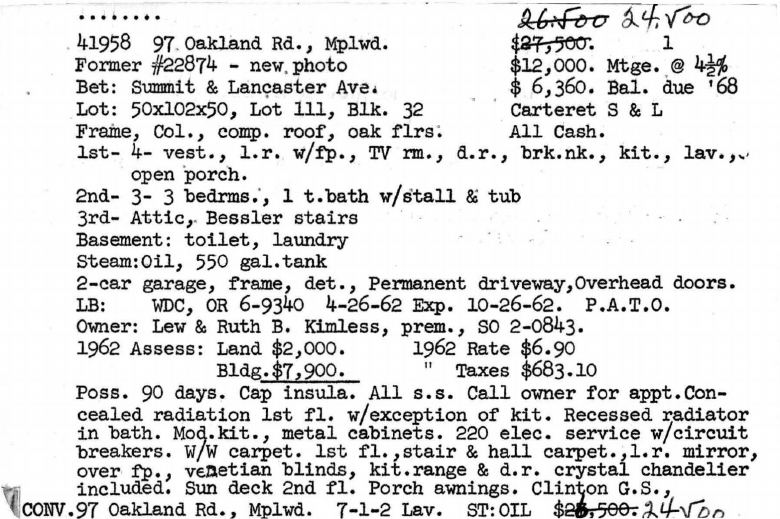 ........
26.500 24.500
41958 97 Oakland Rd., Mplwd. $27,500. 1
Former #22874 - new photo $12,000. Mtge. @ 4½%
Bet: Summit & Lancaster Ave. $ 6,360. Bal. due '68
Lot: 50x102x50, Lot 111, Blk. 32 Carteret S & L
Frame, Col., comp. roof, oak flrs. All Cash.
1st- 4- vest., l.r. w/fp., TV rm., d.r., brk.nk., kit., lav.,
open porch.
2nd- 3- 3 bedrms., 1 t.bath w/stall & tub
3rd- Attic, Bessler stairs
Basement: toilet, laundry
Steam:Oil, 550 gal.tank
2-car garage, frame, det., Permanent driveway,Overhead doors.
LB: WDC, OR 6-9340 4-26-62 Exp. 10-26-62. P.A.T.O.
Owner: Lew & Ruth B. Kimless, prem., SO 2-0843.
1962 Assess: Land $2,000. 1962 Rate $6.90
Bldg.$7,900. " Taxes $683.10
Poss. 90 days. Cap insula. All s.s. Call owner for appt.Con-
cealed radiation 1st fl. w/exception of kit. Recessed radiator
in bath. Mod.kit., metal cabinets. 220 elec. service w/circuit
breakers. W/W carpet. 1st fl.,stair & hall carpet.,l.r. mirror,
over fp., venetian blinds, kit.range & d.r. crystal chandelier
included. Sun deck 2nd fl. Porch awnings. Clinton G.S.,
CONV.97 Oakland Rd., Mplwd. 7-1-2 Lav. ST:OIL $26,500. 24500